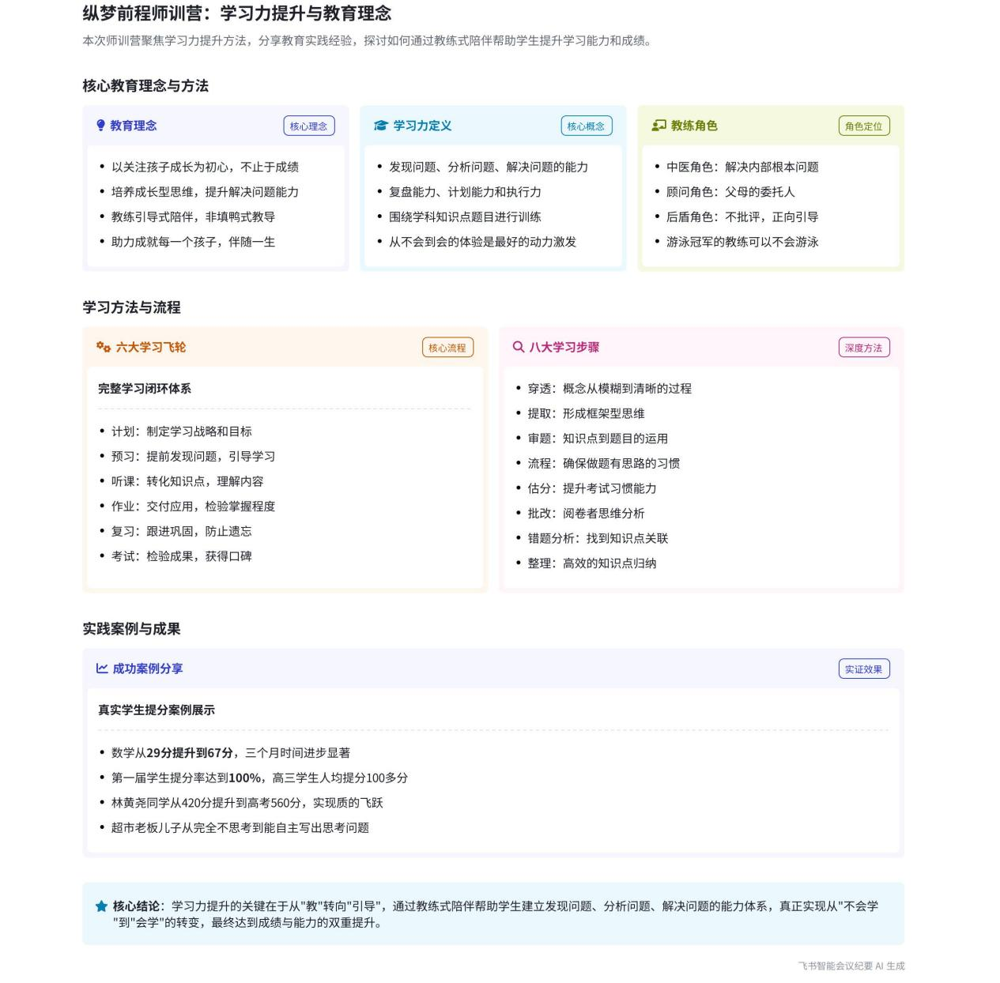 纵梦前程师训营：学习力提升与教育理念
本次师训营聚焦学习力提升方法，分享教育实践经验，探讨如何通过教练式陪伴帮助学生提升学习能力和成绩。
核心教育理念与方法
教育理念
核心理念
以关注孩子成长为初心，不止于成绩
培养成长型思维，提升解决问题能力
教练引导式陪伴，非填鸭式教导
助力成就每一个孩子，伴随一生
学习力定义
核心概念
发现问题、分析问题、解决问题的能力
复盘能力、计划能力和执行力
围绕学科知识点题目进行训练
从不会到会的体验是最好的动力激发
教练角色
角色定位
中医角色：解决内部根本问题
顾问角色：父母的委托人
后盾角色：不批评，正向引导
游泳冠军的教练可以不会游泳
学习方法与流程
六大学习飞轮
核心流程
完整学习闭环体系
计划：制定学习战略和目标
预习：提前发现问题，引导学习
听课：转化知识点，理解内容
作业：交付应用，检验掌握程度
复习：跟进巩固，防止遗忘
考试：检验成果，获得口碑
八大学习步骤
深度方法
穿透：概念从模糊到清晰的过程
提取：形成框架型思维
审题：知识点到题目的运用
流程：确保做题有思路的习惯
估分：提升考试习惯能力
批改：阅卷者思维分析
错题分析：找到知识点关联
整理：高效的知识点归纳
实践案例与成果
成功案例分享
实证效果
真实学生提分案例展示
数学从29分提升到67分，三个月时间进步显著
第一届学生提分率达到100%，高三学生人均提分100多分
林黄尧同学从420分提升到高考560分，实现质的飞跃
超市老板儿子从完全不思考到能自主写出思考问题
核心结论：学习力提升的关键在于从"教"转向"引导"，通过教练式陪伴帮助学生建立发现问题、分析问题、解决问题的能力体系，真正实现从"不会学
"到"会学"的转变，最终达到成绩与能力的双重提升。
飞书智能会议纪要 AI 生成